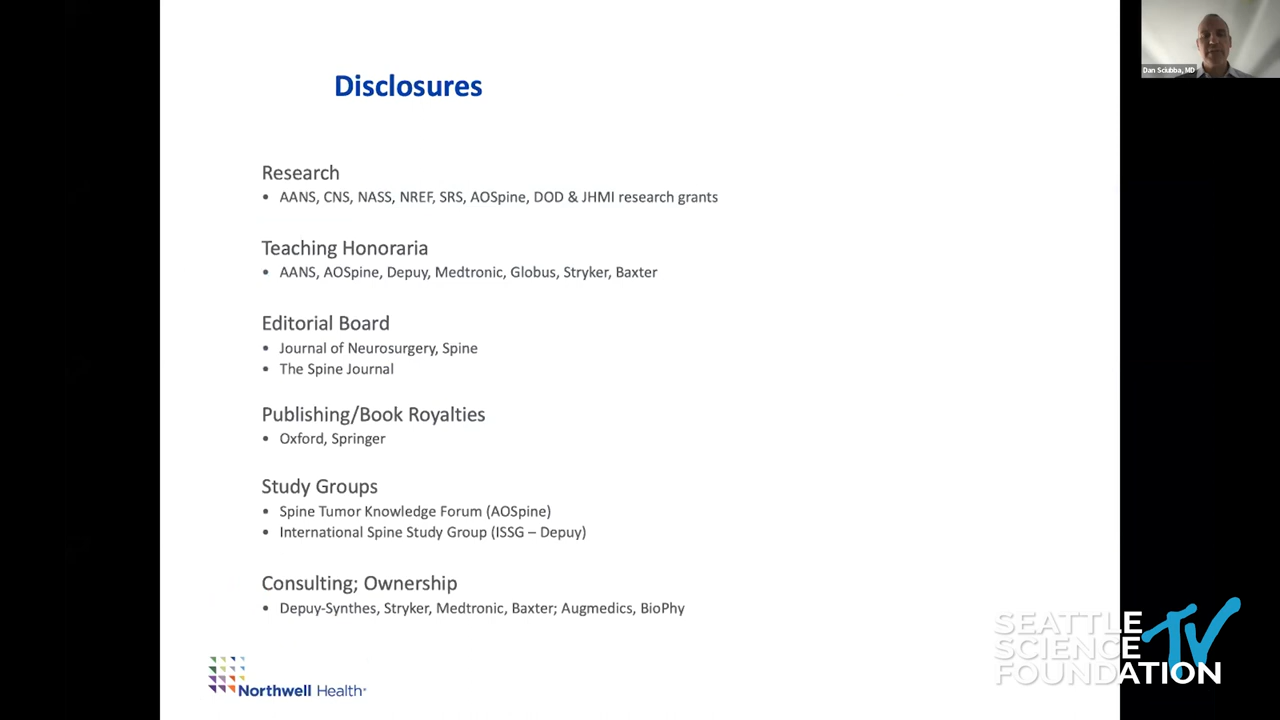 Disclosures
Dan Sciubba, MD
Research
• AANS, CNS, NASS, NREF, SRS, AOSpine, DOD & JHMI research grants
Teaching Honoraria
• AANS, AOSpine, Depuy, Medtronic, Globus, Stryker, Baxter
Editorial Board
• Journal of Neurosurgery, Spine
• The Spine Journal
Publishing/Book Royalties
• Oxford, Springer
Study Groups
• Spine Tumor Knowledge Forum (AOSpine)
• International Spine Study Group (ISSG – Depuy)
Consulting; Ownership
• Depuy-Synthes, Stryker, Medtronic, Baxter; Augmedics, BioPhy
Northwell Health
SEATTLE
SCIENCE
FOUNDATION
TV